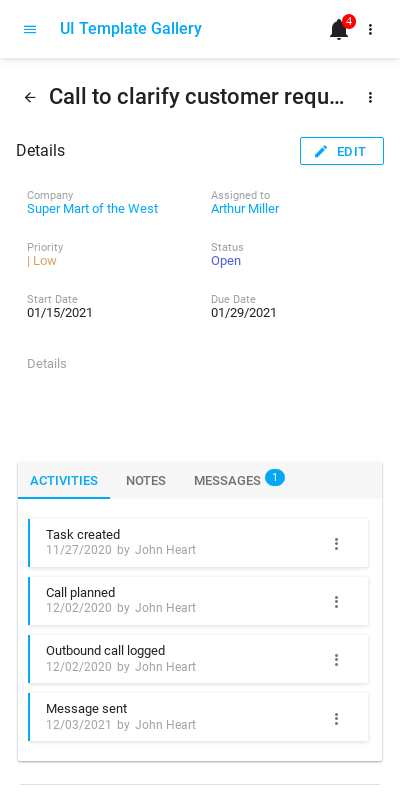 UI Template Gallery
4
Call to clarify customer requ...
Details
EDIT
Company
Assigned to
Super Mart of the West
Arthur Miller
Priority
Status
| Low
Open
Start Date
Due Date
01/15/2021
01/29/2021
Details
ACTIVITIES
NOTES
MESSAGES 1
Task created
11/27/2020 by John Heart
Call planned
12/02/2020 by John Heart
Outbound call logged
12/02/2020 by John Heart
Message sent
12/03/2021 by John Heart